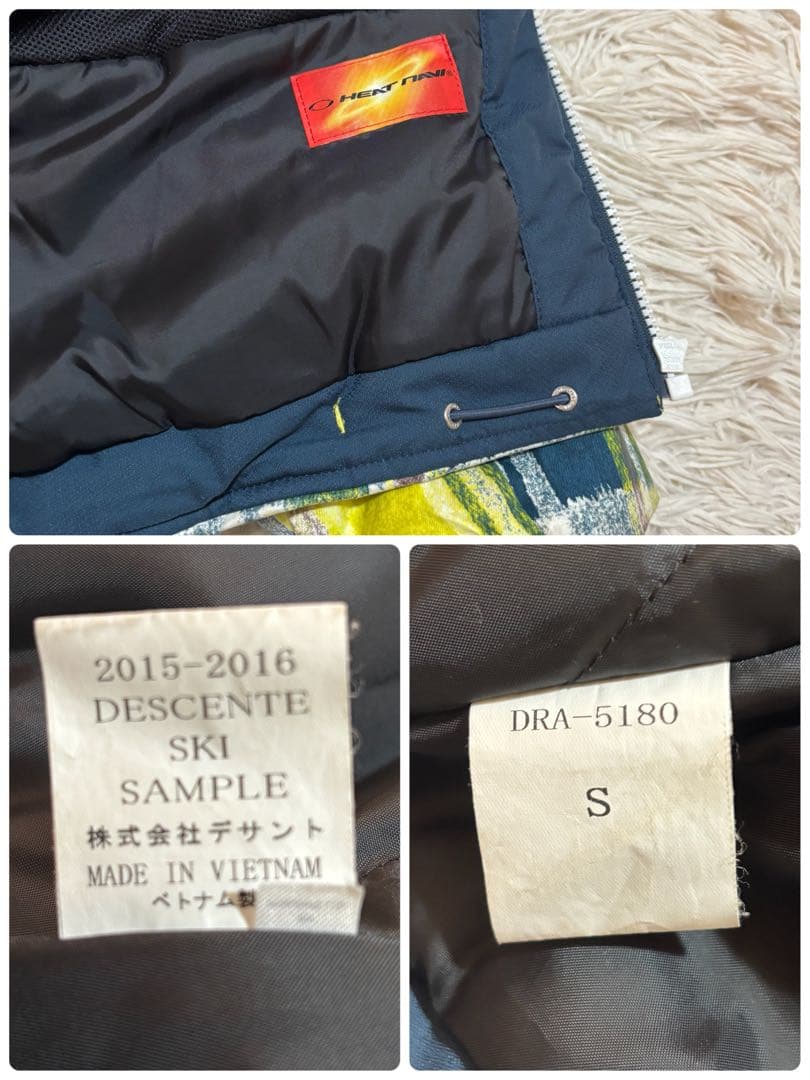 HEAT NAVI®
2015-2016
DESCENTE
SKI
SAMPLE
株式会社デサント
MADE IN VIETNAM
ベトナム製
DRA-5180
S